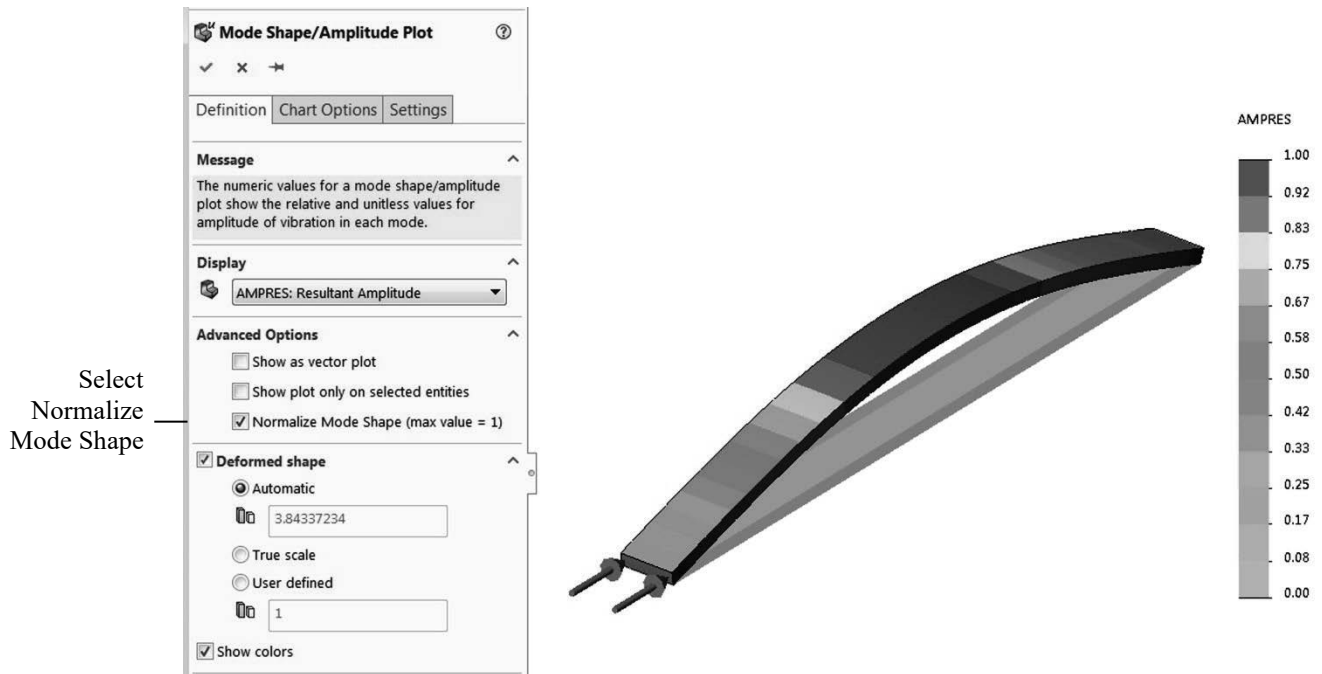 Mode Shape/Amplitude Plot
Definition Chart Options Settings
Message
The numeric values for a mode shape/amplitude
plot show the relative and unitless values for
amplitude of vibration in each mode.
Display
AMPRES: Resultant Amplitude
Advanced Options
Show as vector plot
Show plot only on selected entities
Normalize Mode Shape (max value = 1)
Select
Normalize
Mode Shape
Deformed shape
Automatic
3.84337234
True scale
User defined
1
Show colors
AMPRES
1.00
0.92
0.83
0.75
0.67
0.58
0.50
0.42
0.33
0.25
0.17
0.08
0.00